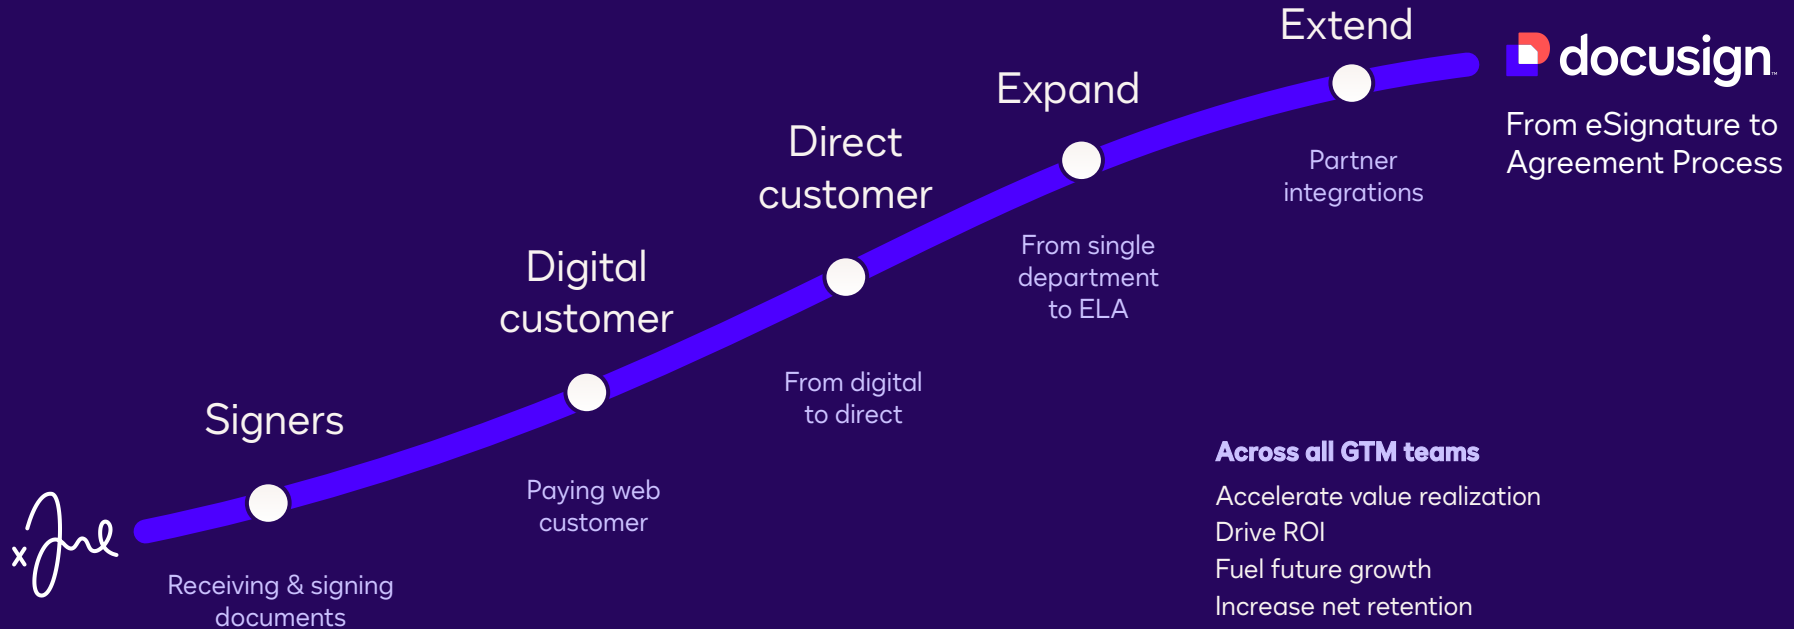 Extend
docusign
Expand
From eSignature to
Agreement Process
Direct
customer
Partner
integrations
From single
department
to ELA
Digital
customer
From digital
to direct
Signers
Paying web
customer
x
Receiving & signing
documents
Across all GTM teams
Accelerate value realization
Drive ROI
Fuel future growth
Increase net retention